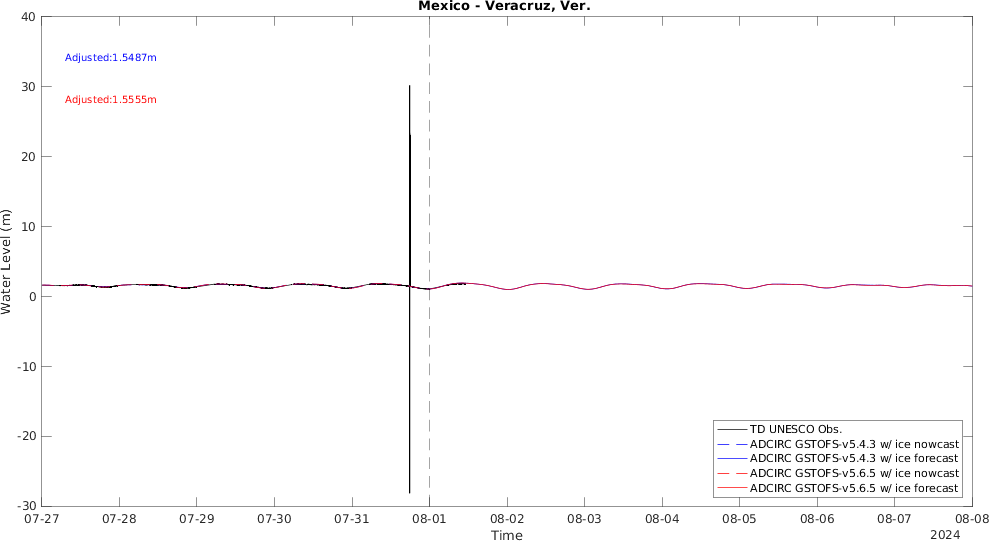 Mexico - Veracruz, Ver.
40
30
20
10
0
-10
-20
-30
Water Level (m)
Adjusted:1.5487m
Adjusted:1.5555m
TD UNESCO Obs.
ADCIRC GSTOFS-v5.4.3 w/ ice nowcast
ADCIRC GSTOFS-v5.4.3 w/ ice forecast
ADCIRC GSTOFS-v5.6.5 w/ ice nowcast
ADCIRC GSTOFS-v5.6.5 w/ ice forecast
07-27 07-28 07-29 07-30 07-31 08-01 08-02 08-03 08-04 08-05 08-06 08-07 08-08
Time
2024